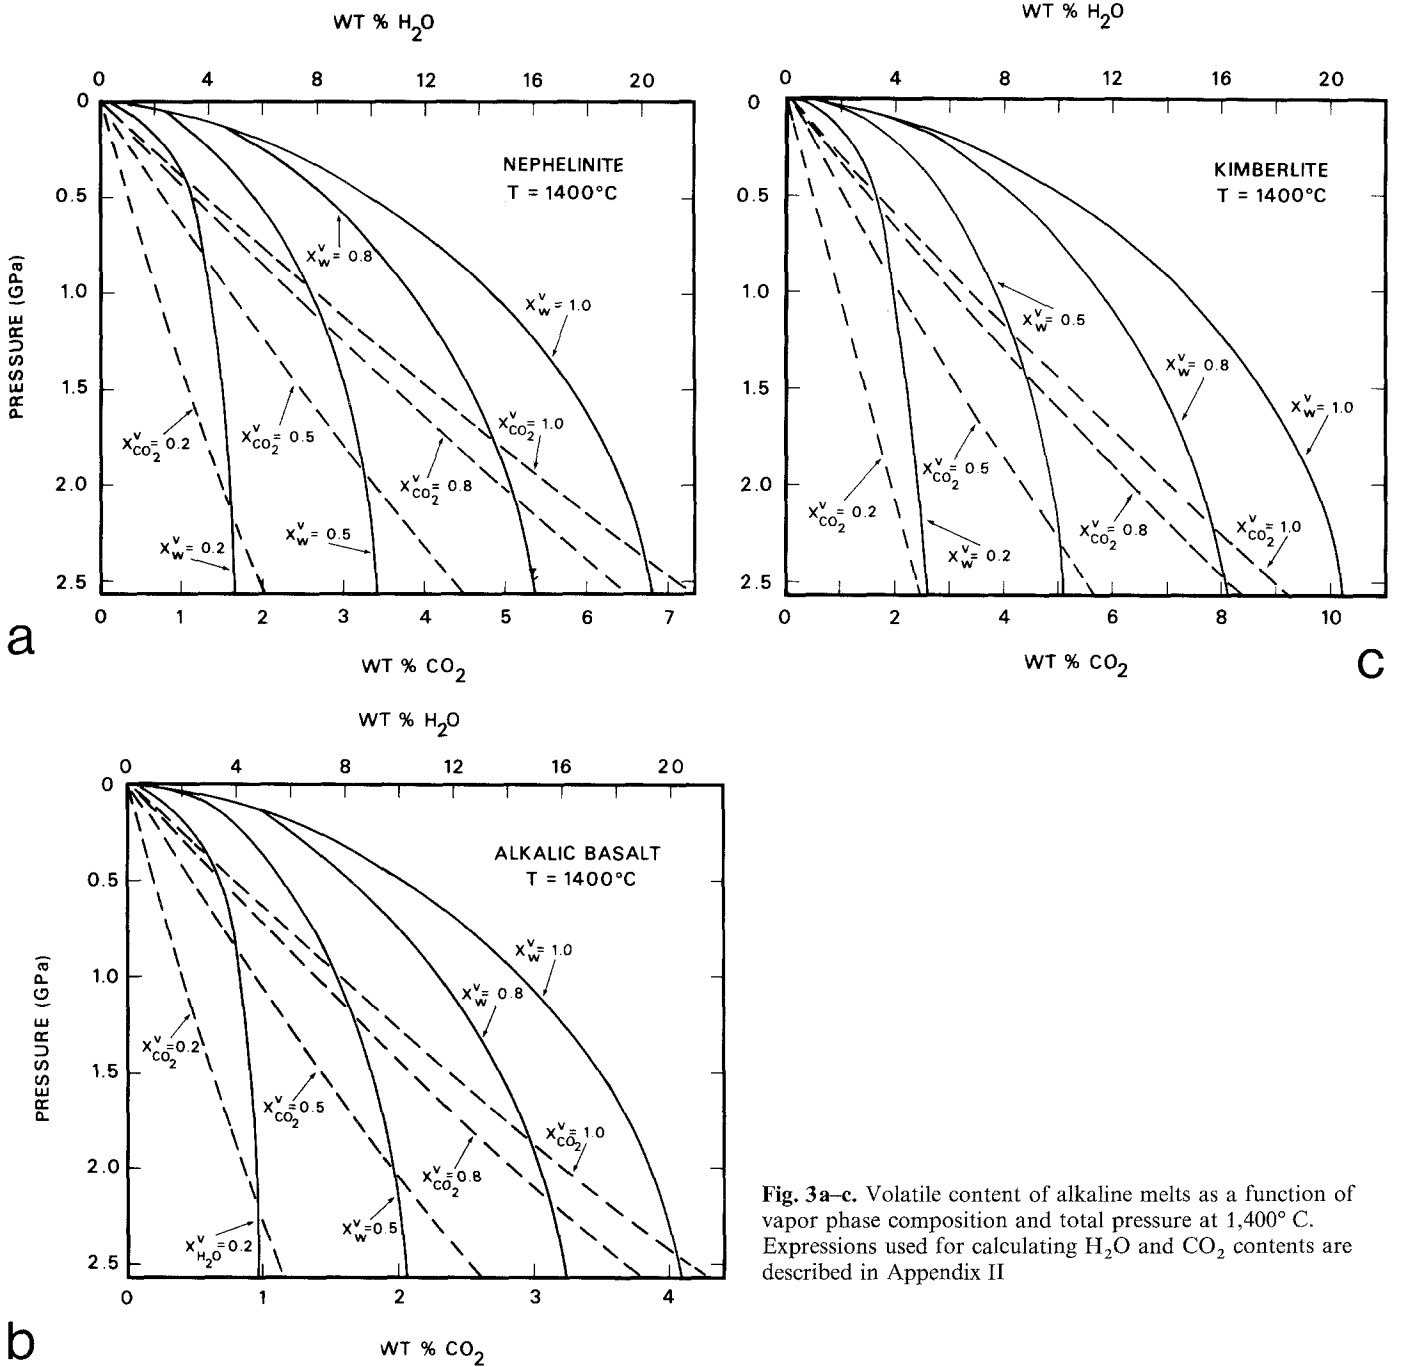 WT % H2O
0 4 8 12 16 20
0
0.5
1.0
1.5
2.0
2.5
PRESSURE (GPa)
NEPHELINITE
T = 1400°C
X^v_w = 0.8
X^v_w = 1.0
X^v_CO2 = 0.2
X^v_CO2 = 0.5
X^v_CO2 = 1.0
X^v_CO2 = 0.8
X^v_w = 0.2
X^v_w = 0.5
0 1 2 3 4 5 6 7
WT % CO2
a
WT % H2O
0 4 8 12 16 20
0
0.5
1.0
1.5
2.0
2.5
KIMBERLITE
T = 1400°C
X^v_w = 0.5
X^v_w = 0.8
X^v_w = 1.0
X^v_CO2 = 0.2
X^v_CO2 = 0.5
X^v_CO2 = 0.8
X^v_CO2 = 1.0
X^v_w = 0.2
0 2 4 6 8 10
WT % CO2
c
WT % H2O
0 4 8 12 16 20
0
0.5
1.0
1.5
2.0
2.5
PRESSURE (GPa)
ALKALIC BASALT
T = 1400°C
X^v_w = 1.0
X^v_w = 0.8
X^v_CO2 = 0.2
X^v_CO2 = 0.5
X^v_CO2 = 1.0
X^v_CO2 = 0.8
X^v_w = 0.5
X^v_H2O = 0.2
0 1 2 3 4
WT % CO2
b
Fig. 3a–c. Volatile content of alkaline melts as a function of
vapor phase composition and total pressure at 1,400° C.
Expressions used for calculating H2O and CO2 contents are
described in Appendix II